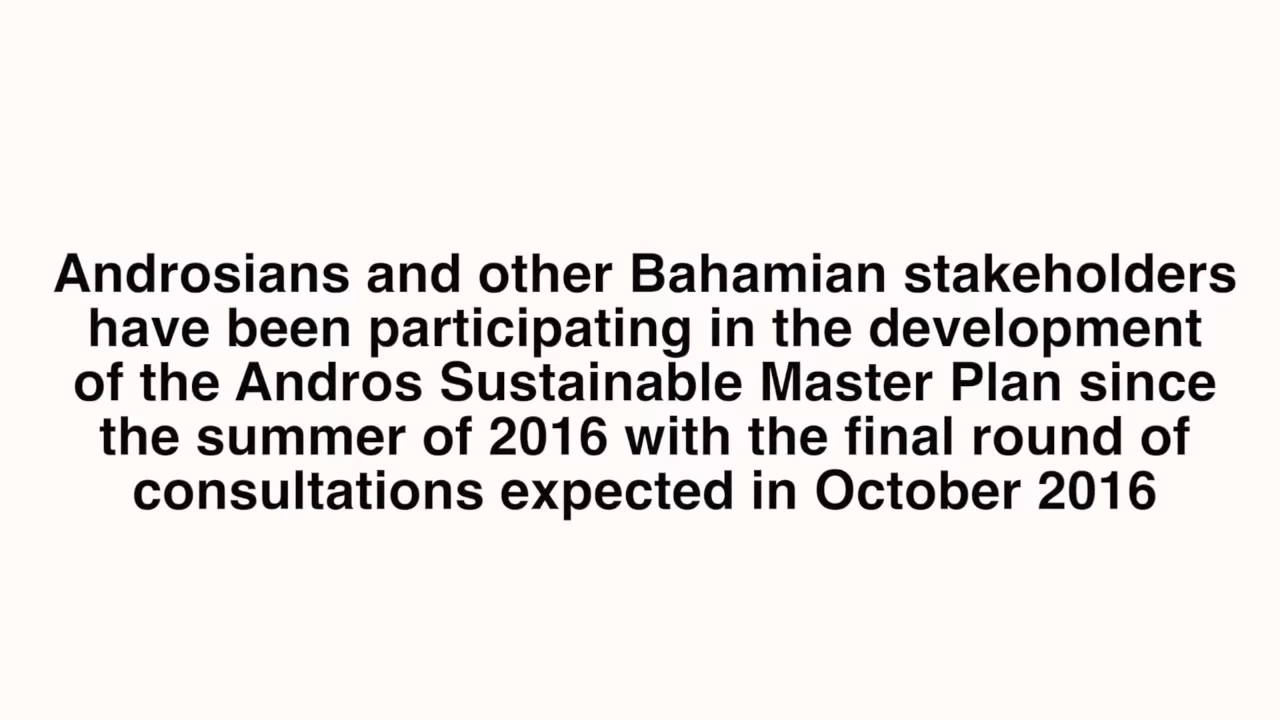 Androsians and other Bahamian stakeholders
have been participating in the development
of the Andros Sustainable Master Plan since
the summer of 2016 with the final round of
consultations expected in October 2016